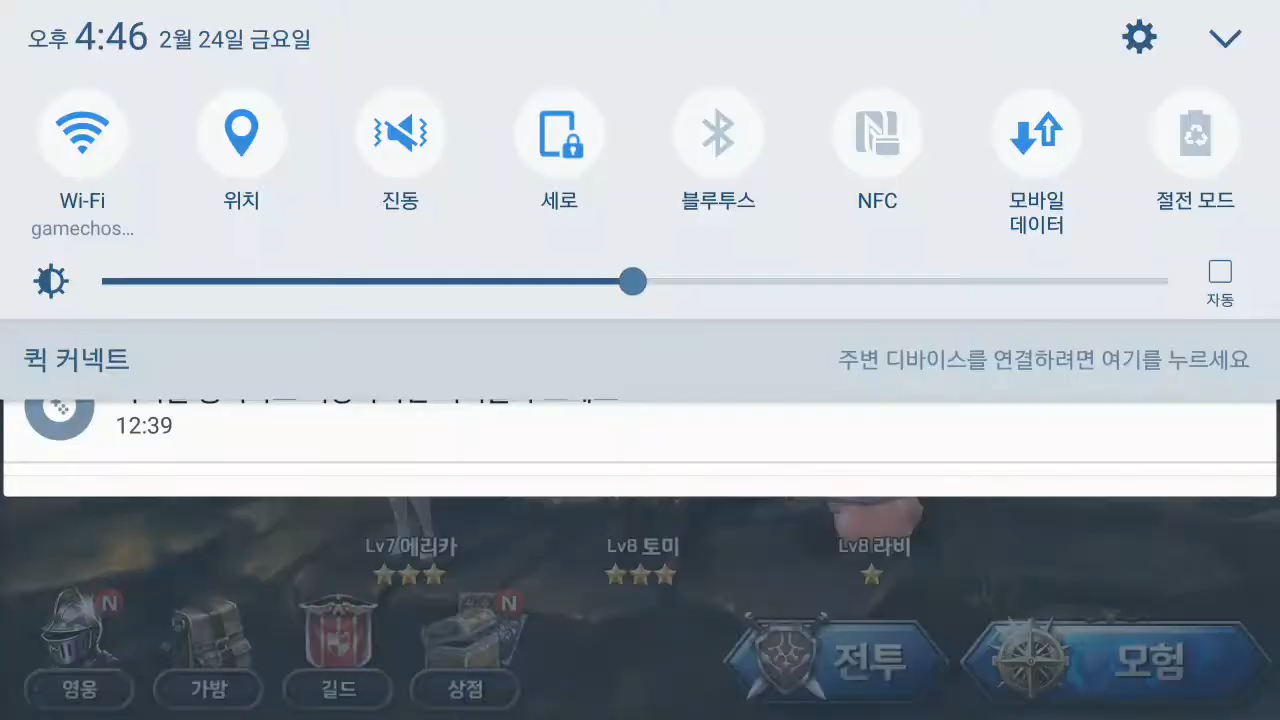 오후 4:46 2월 24일 금요일
Wi-Fi
gamechos...
위치
진동
세로
블루투스
NFC
모바일
데이터
절전 모드
자동
퀵 커넥트
주변 디바이스를 연결하려면 여기를 누르세요
12:39
Lv7 에리카
Lv8 토미
Lv8 라비
N
N
영웅
가방
길드
상점
전투
모험